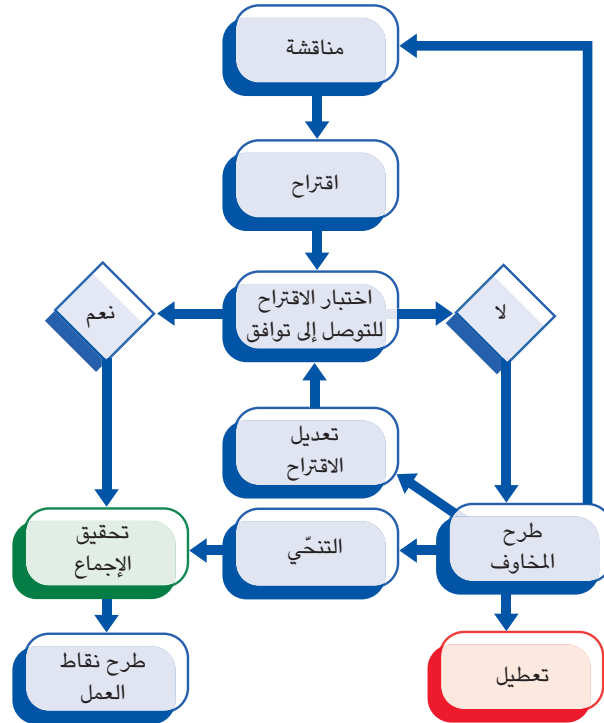 مناقشة
اقتراح
اختبار الاقتراح
للتوصل إلى توافق
لا
نعم
تعديل
الاقتراح
طرح
المخاوف
التنحّي
تحقيق
الإجماع
تعطيل
طرح نقاط
العمل